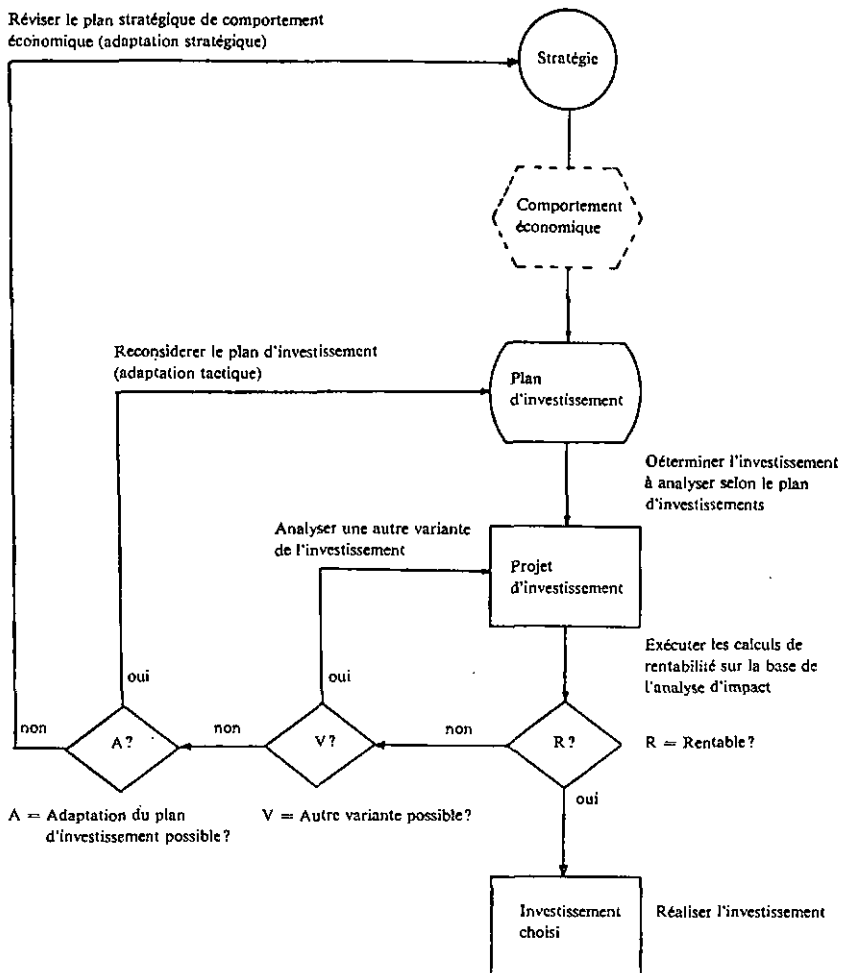 Réviser le plan stratégique de comportement
économique (adaptation stratégique)
Stratégie
Comportement
économique
Reconsiderer le plan d'investissement
(adaptation tactique)
Plan
d'investissement
Déterminer l'investissement
à analyser selon le plan
d'investissements
Analyser une autre variante
de l'investissement
Projet
d'investissement
Exécuter les calculs de
rentabilité sur la base de
l'analyse d'impact
oui
oui
non
A?
non
V?
non
R?
R = Rentable?
oui
A = Adaptation du plan
d'investissement possible?
V = Autre variante possible?
Investissement
choisi
Réaliser l'investissement